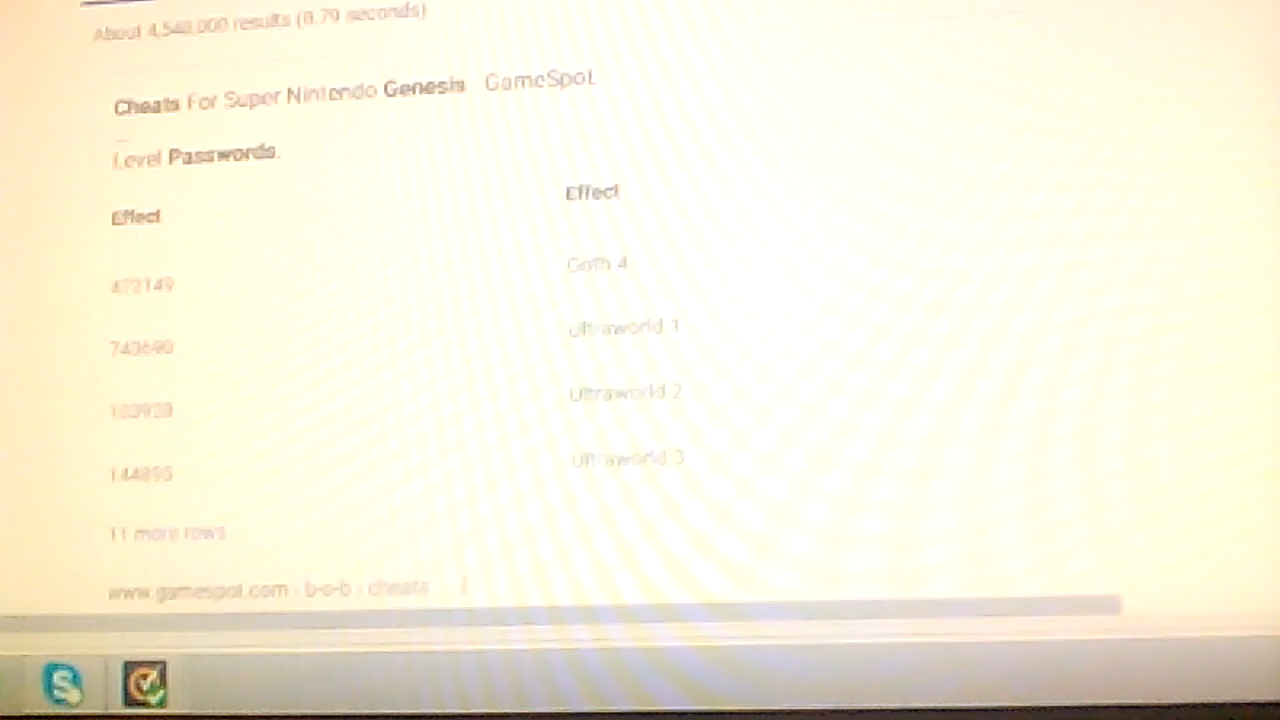 About 4,540,000 results (0.79 seconds)
Cheats For Super Nintendo Genesis GameSpot
Level Passwords.
Effect Effect
472149 Goth 4
743690 Ultraworld 1
103928 Ultraworld 2
144895 Ultraworld 3
11 more rows
www.gamespot.com › b-o-b › cheats